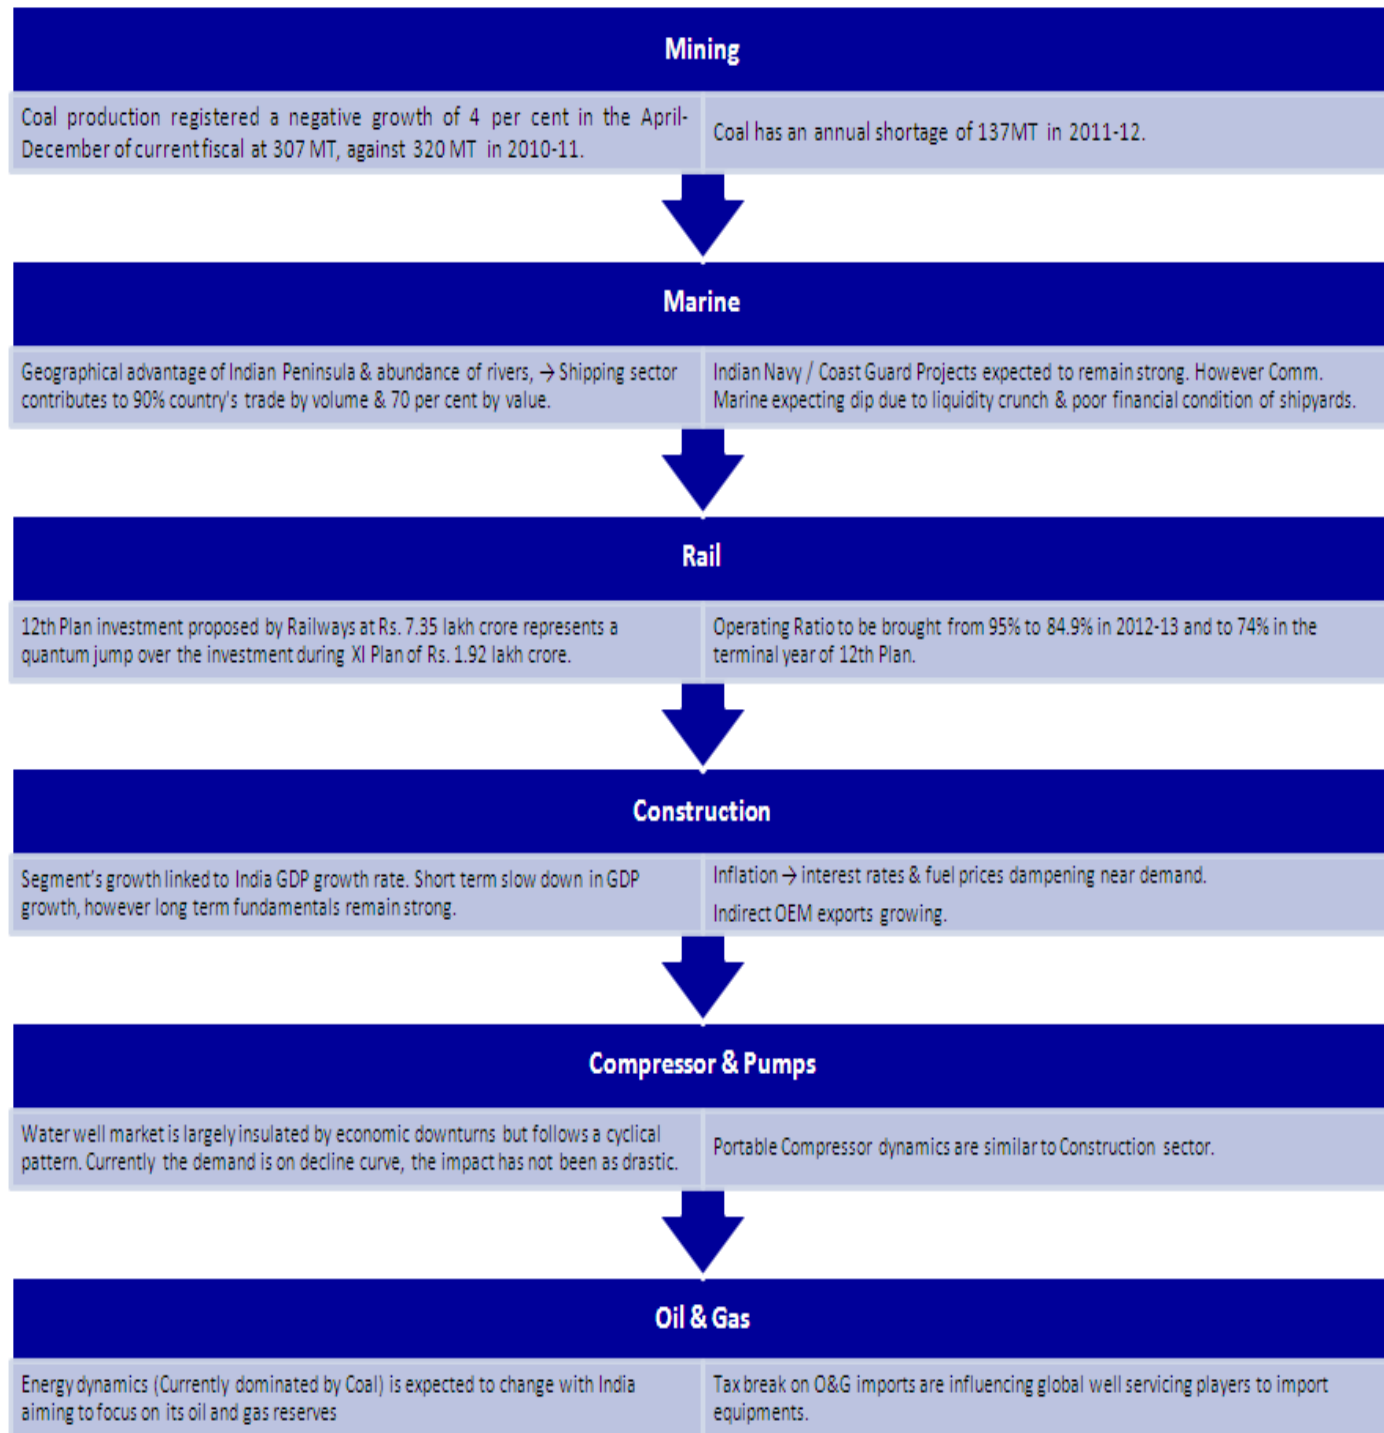 Mining
Coal production registered a negative growth of 4 per cent in the April-
December of current fiscal at 307 MT, against 320 MT in 2010-11.
Coal has an annual shortage of 137MT in 2011-12.
Marine
Geographical advantage of Indian Peninsula & abundance of rivers, → Shipping sector
contributes to 90% country's trade by volume & 70 per cent by value.
Indian Navy / Coast Guard Projects expected to remain strong. However Comm.
Marine expecting dip due to liquidity crunch & poor financial condition of shipyards.
Rail
12th Plan investment proposed by Railways at Rs. 7.35 lakh crore represents a
quantum jump over the investment during XI Plan of Rs. 1.92 lakh crore.
Operating Ratio to be brought from 95% to 84.9% in 2012-13 and to 74% in the
terminal year of 12th Plan.
Construction
Segment's growth linked to India GDP growth rate. Short term slow down in GDP
growth, however long term fundamentals remain strong.
Inflation → interest rates & fuel prices dampening near demand.
Indirect OEM exports growing.
Compressor & Pumps
Water well market is largely insulated by economic downturns but follows a cyclical
pattern. Currently the demand is on decline curve, the impact has not been as drastic.
Portable Compressor dynamics are similar to Construction sector.
Oil & Gas
Energy dynamics (Currently dominated by Coal) is expected to change with India
aiming to focus on its oil and gas reserves
Tax break on O&G imports are influencing global well servicing players to import
equipments.